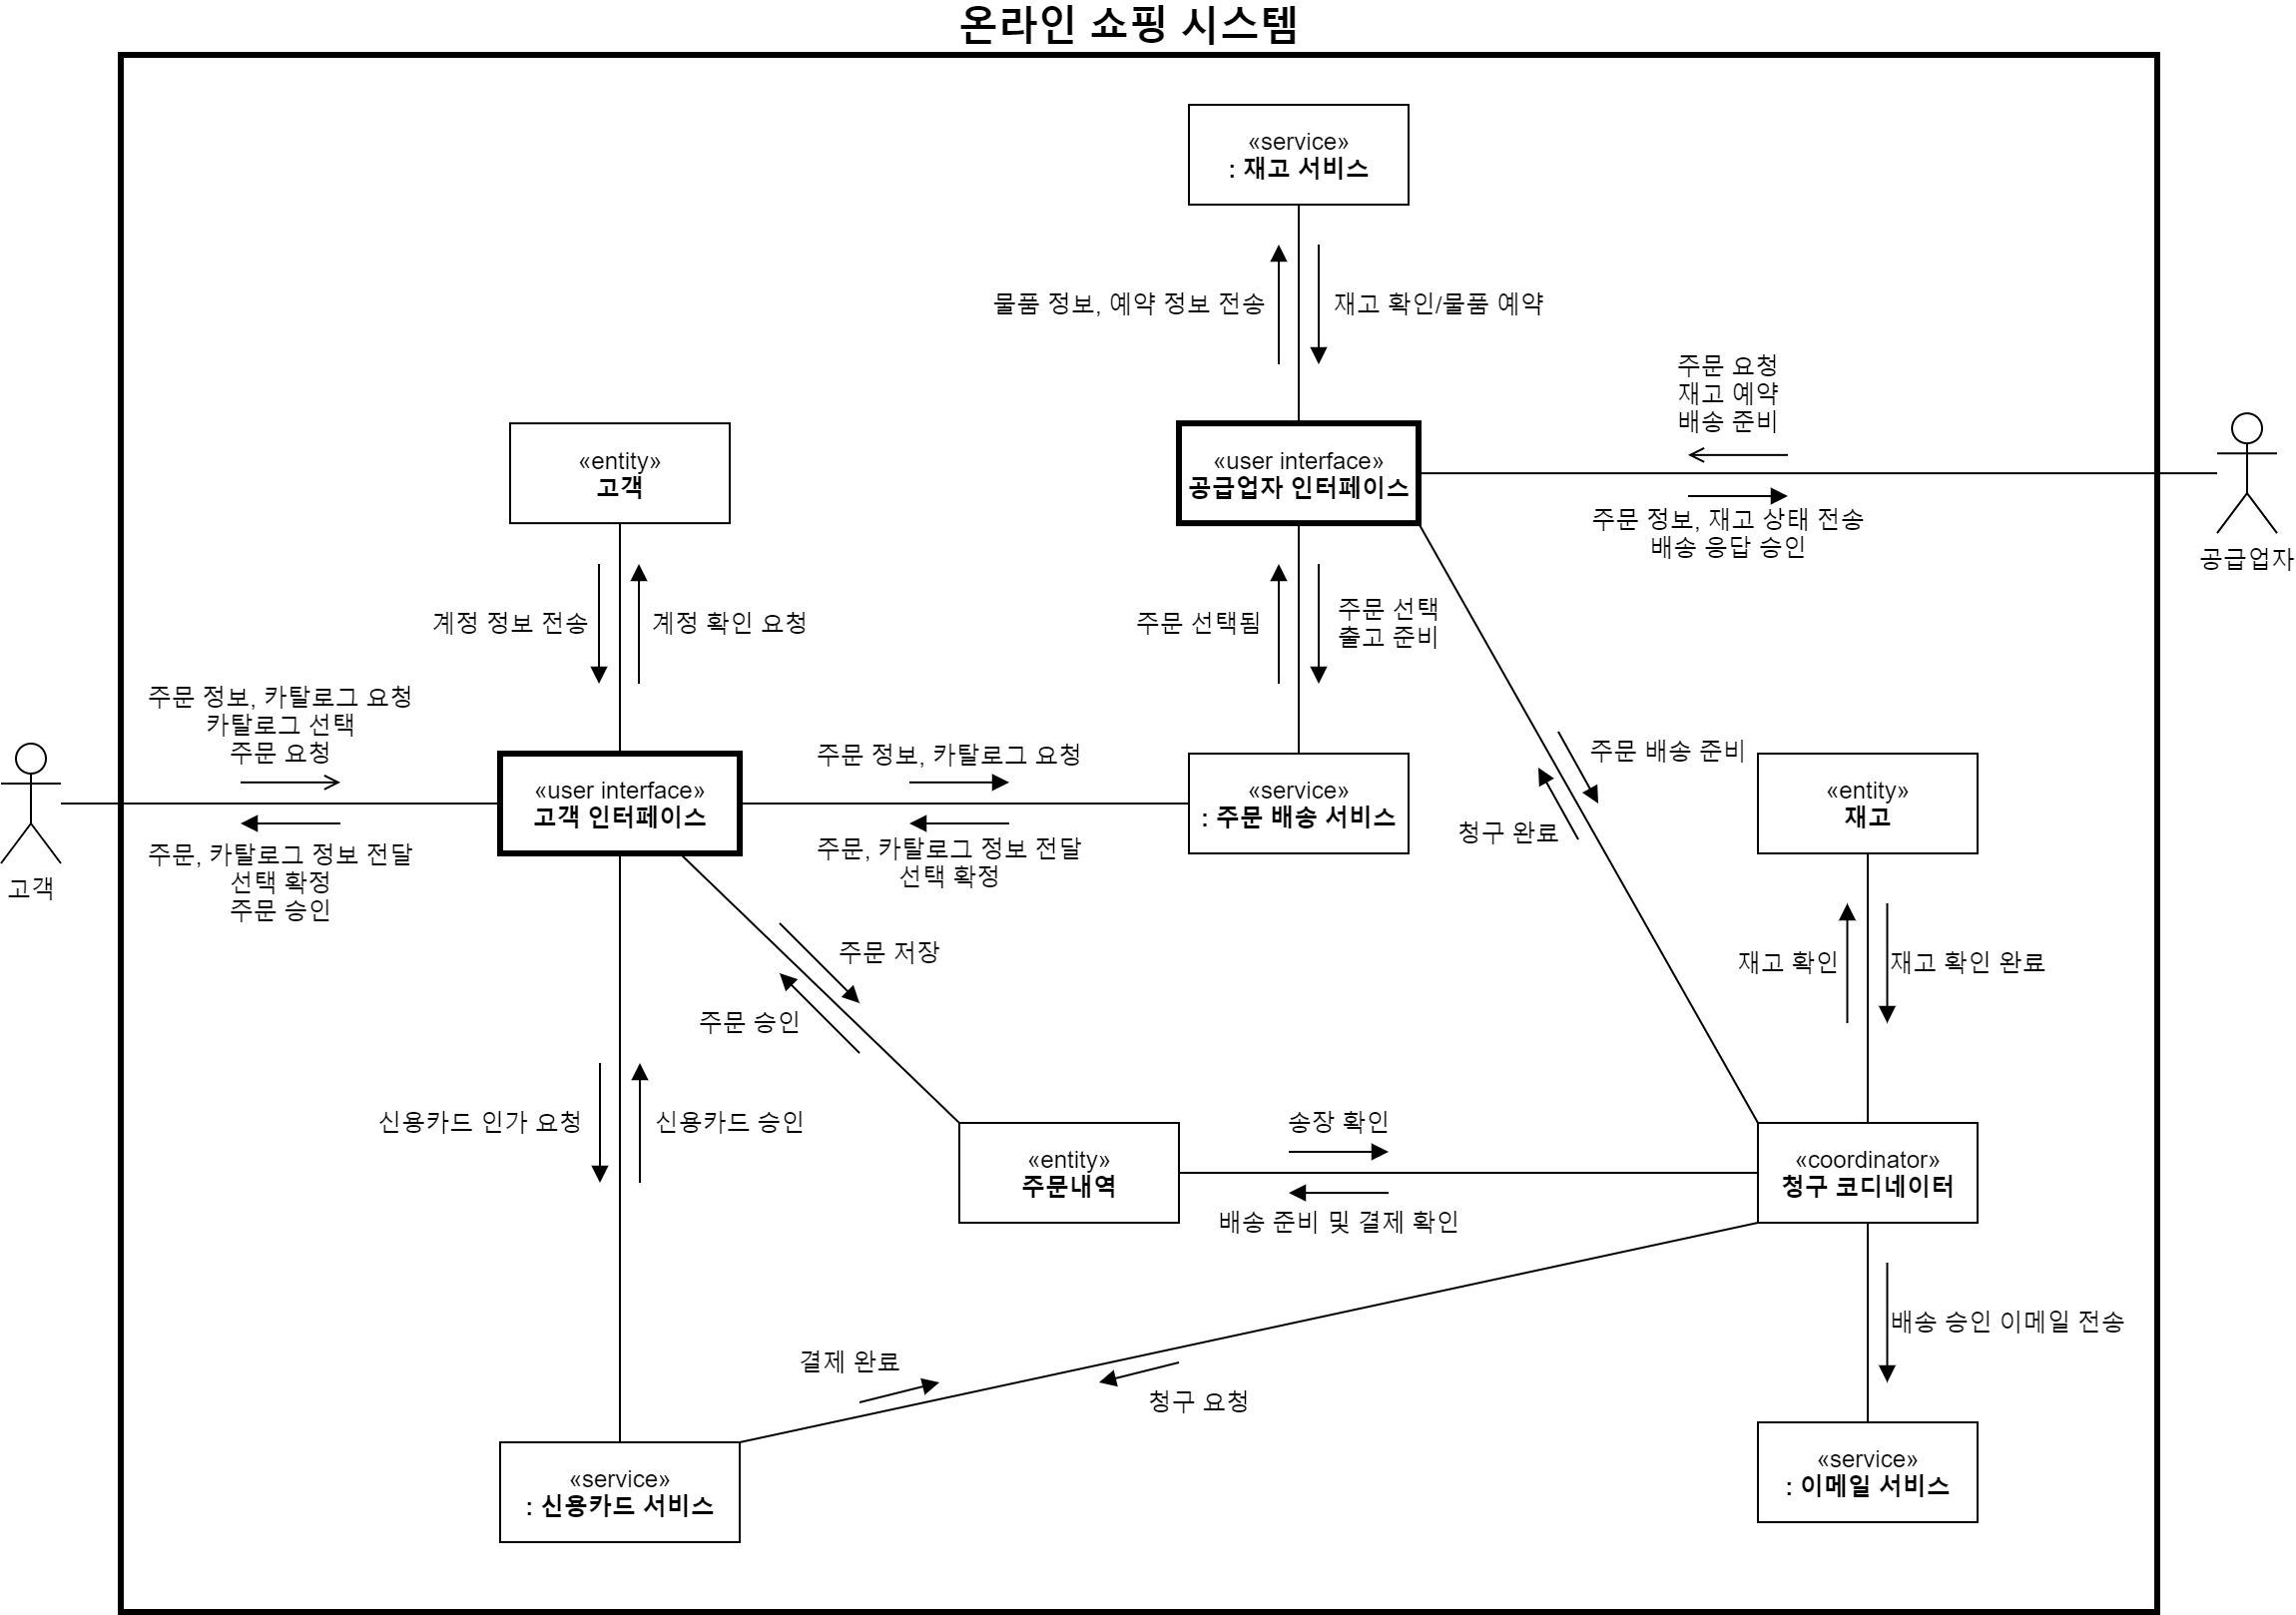 온라인 쇼핑 시스템
«service»
: 재고 서비스
물품 정보, 예약 정보 전송
재고 확인/물품 예약
주문 요청
재고 예약
배송 준비
«entity»
고객
«user interface»
공급업자 인터페이스
주문 정보, 재고 상태 전송
배송 응답 승인
공급업자
계정 정보 전송
계정 확인 요청
주문 선택됨
주문 선택
출고 준비
주문 정보, 카탈로그 요청
카탈로그 선택
주문 요청
«user interface»
고객 인터페이스
주문 정보, 카탈로그 요청
«service»
: 주문 배송 서비스
주문 배송 준비
청구 완료
«entity»
재고
주문, 카탈로그 정보 전달
선택 확정
주문 승인
고객
주문, 카탈로그 정보 전달
선택 확정
주문 저장
주문 승인
재고 확인
재고 확인 완료
신용카드 인가 요청
신용카드 승인
«entity»
주문내역
송장 확인
배송 준비 및 결제 확인
«coordinator»
청구 코디네이터
배송 승인 이메일 전송
결제 완료
청구 요청
«service»
: 신용카드 서비스
«service»
: 이메일 서비스